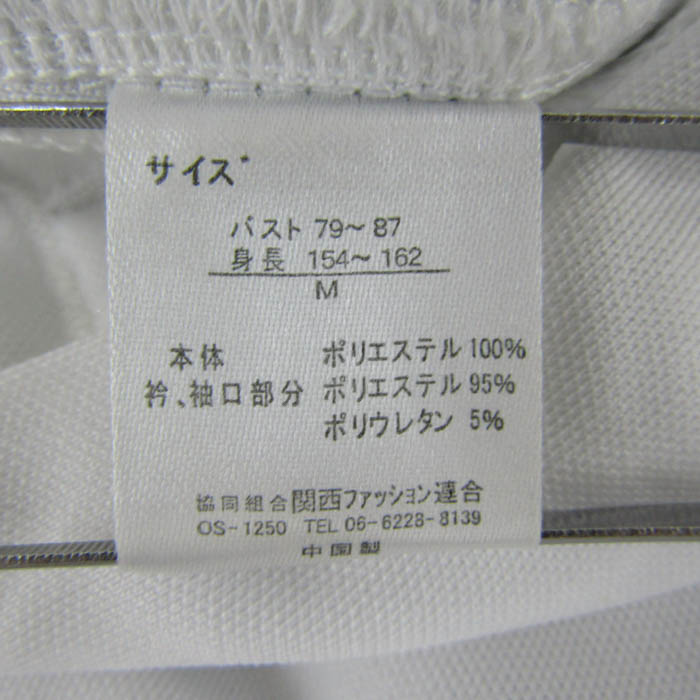 サイズ
バスト 79～87
身長 154～162
M
本体 ポリエステル 100%
衿、袖口部分 ポリエステル 95%
ポリウレタン 5%
協同組合関西ファッション連合
OS-1250 TEL 06-6228-8139
中国製